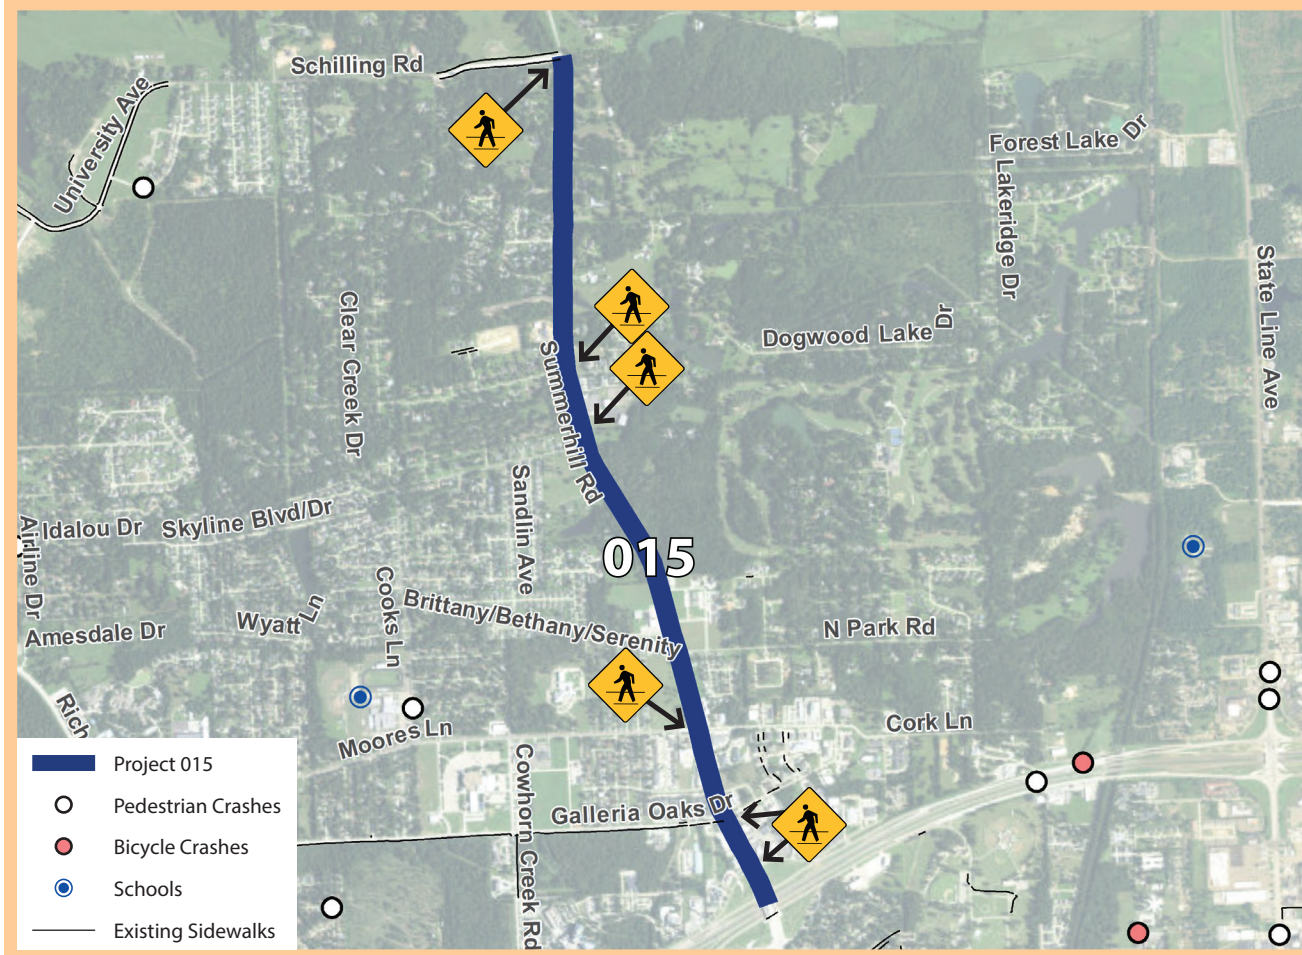 Schilling Rd
University Ave
Forest Lake Dr
Lakeridge Dr
State Line Ave
Clear Creek Dr
Dogwood Lake Dr
Summerhill Rd
Sandlin Ave
Airline Dr
Idalou Dr
Skyline Blvd/Dr
015
Cooks Ln
Brittany/Bethany/Serenity
Wyatt Ln
Amesdale Dr
N Park Rd
Rich
Moores Ln
Cork Ln
Cowhorn Creek Rd
Galleria Oaks Dr
Project 015
Pedestrian Crashes
Bicycle Crashes
Schools
Existing Sidewalks